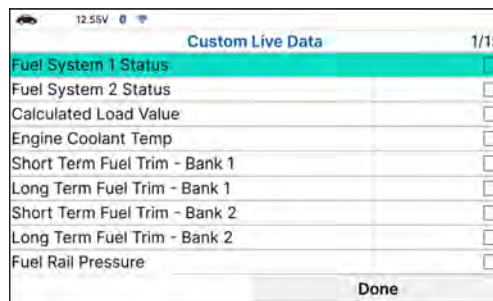 12.55V
Custom Live Data 1/15
Fuel System 1 Status
Fuel System 2 Status
Calculated Load Value
Engine Coolant Temp
Short Term Fuel Trim - Bank 1
Long Term Fuel Trim - Bank 1
Short Term Fuel Trim - Bank 2
Long Term Fuel Trim - Bank 2
Fuel Rail Pressure
Done